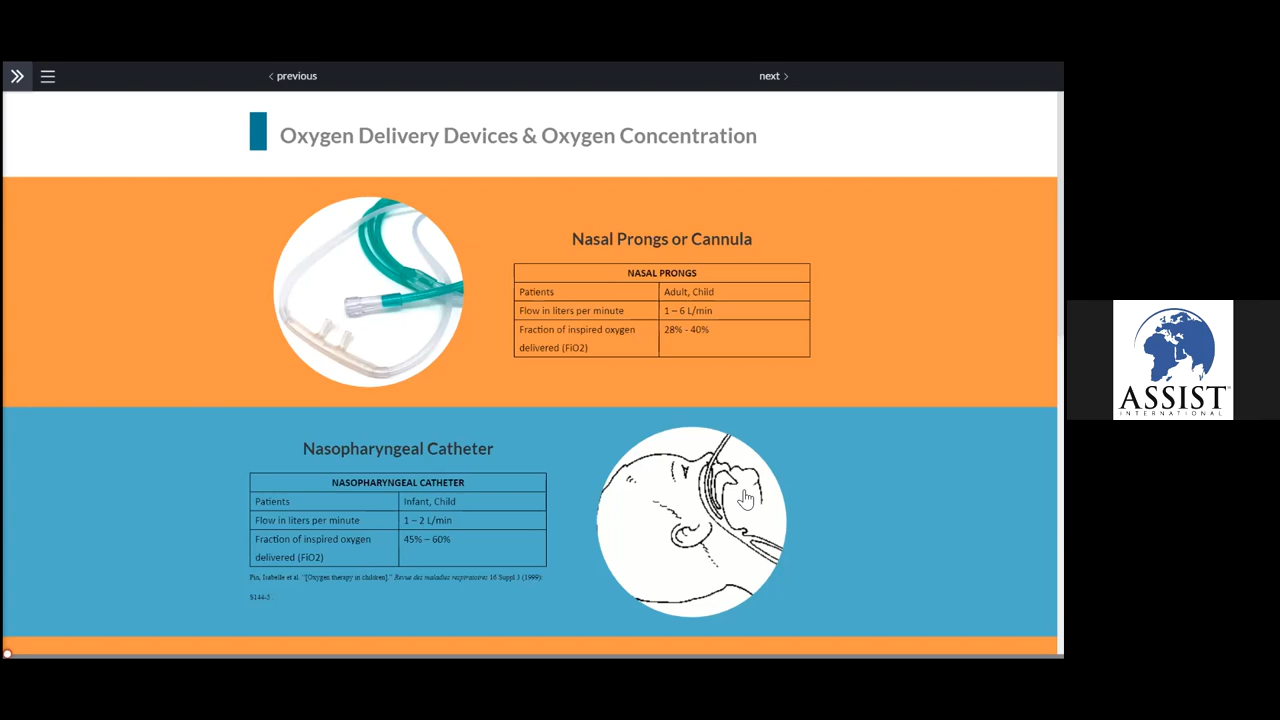 previous
next
Oxygen Delivery Devices & Oxygen Concentration
Nasal Prongs or Cannula
NASAL PRONGS
Patients Adult, Child
Flow in liters per minute 1 – 6 L/min
Fraction of inspired oxygen 28% - 40%
delivered (FiO2)
Nasopharyngeal Catheter
NASOPHARYNGEAL CATHETER
Patients Infant, Child
Flow in liters per minute 1 – 2 L/min
Fraction of inspired oxygen 45% – 60%
delivered (FiO2)
Pin, Isabelle et al. "[Oxygen therapy in children]." Revue des maladies respiratoires 16 Suppl 3 (1999):
S144-5 .
ASSIST
INTERNATIONAL